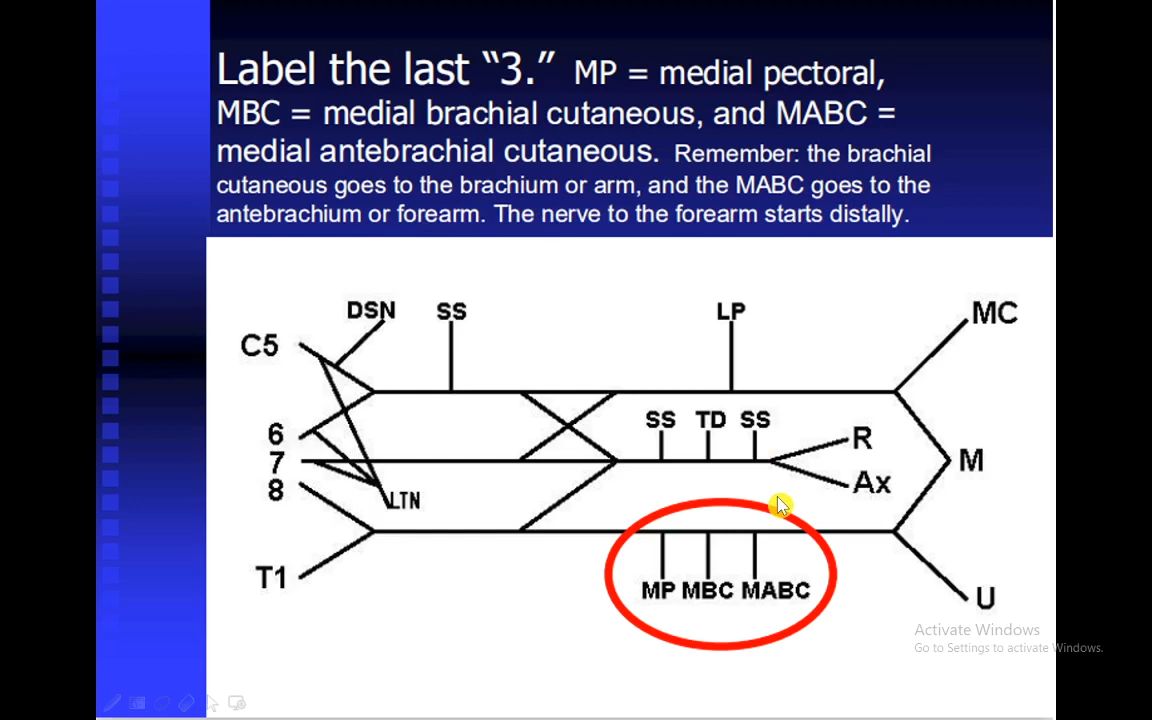 Label the last “3.” MP = medial pectoral,
MBC = medial brachial cutaneous, and MABC =
medial antebrachial cutaneous. Remember: the brachial
cutaneous goes to the brachium or arm, and the MABC goes to the
antebrachium or forearm. The nerve to the forearm starts distally.
DSN SS LP MC
C5
SS TD SS
6 R
7 M
8 Ax
LTN
MP MBC MABC
T1 U
Activate Windows
Go to Settings to activate Windows.